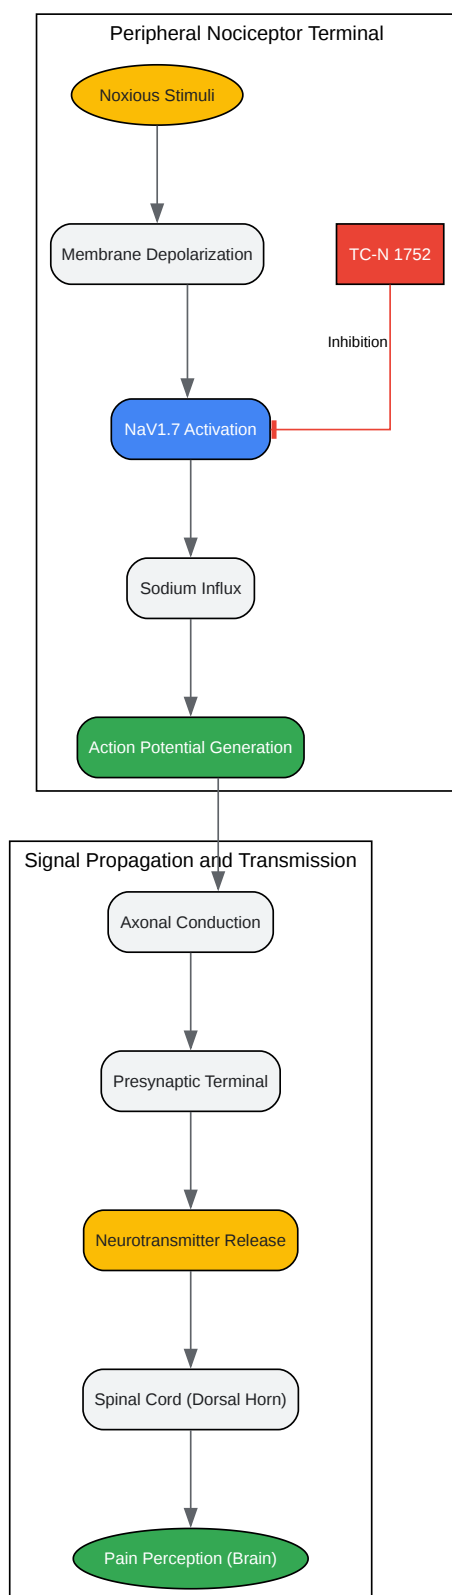 Peripheral Nociceptor Terminal
Noxious Stimuli
Membrane Depolarization
TC-N 1752
Inhibition
NaV1.7 Activation
Sodium Influx
Action Potential Generation
Signal Propagation and Transmission
Axonal Conduction
Presynaptic Terminal
Neurotransmitter Release
Spinal Cord (Dorsal Horn)
Pain Perception (Brain)